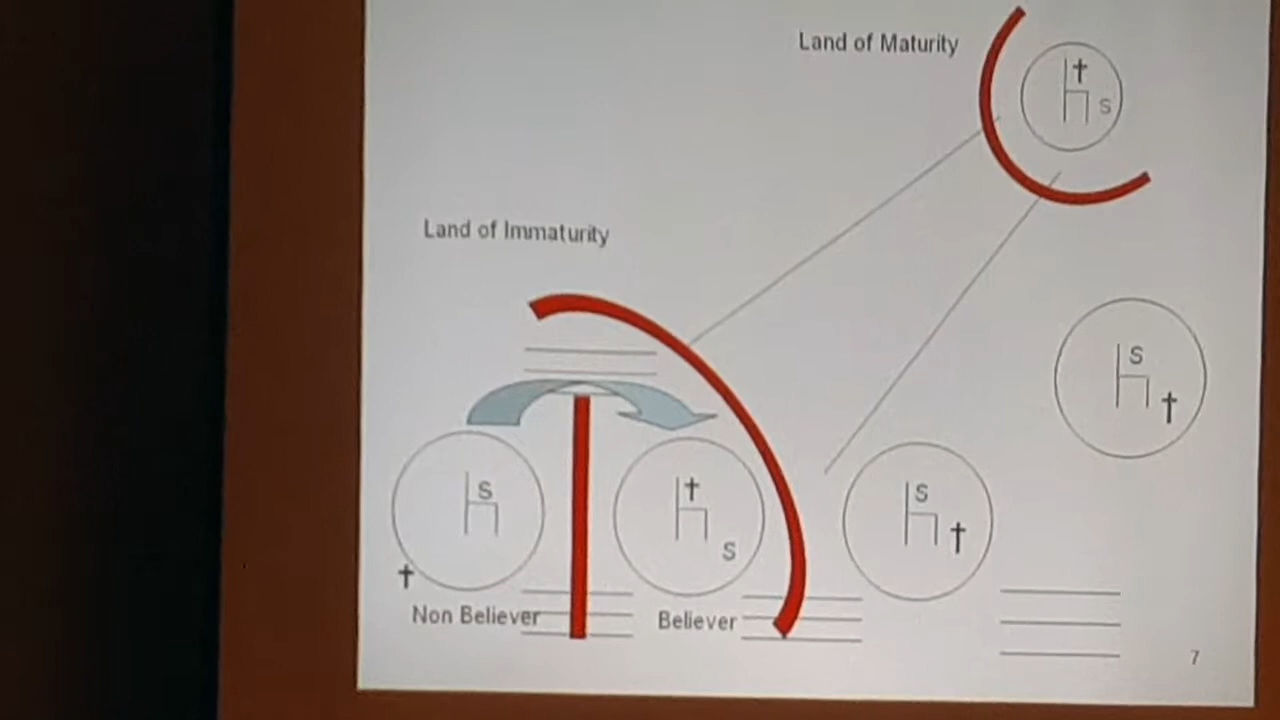 Land of Maturity
S
Land of Immaturity
S
S
S
S
Non Believer
Believer
7